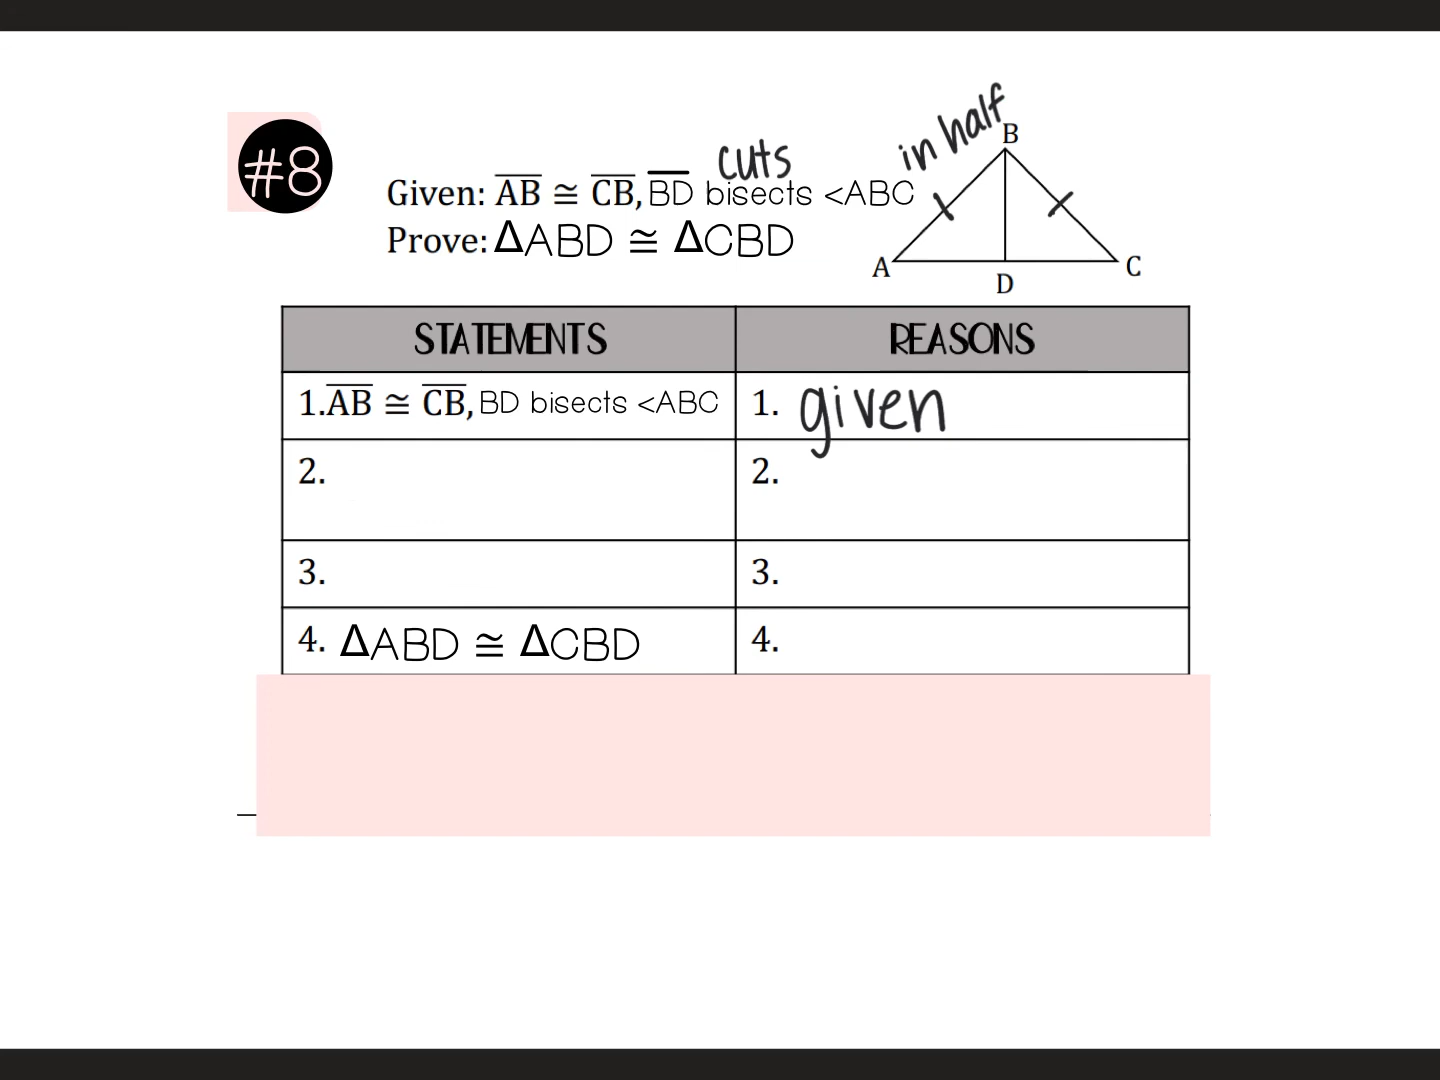 #8
cuts
in half
Given: AB ≅ CB, BD bisects <ABC
Prove: ΔABD ≅ ΔCBD
B
A
D
C
STATEMENTS
REASONS
1. AB ≅ CB, BD bisects <ABC
1. given
2.
2.
3.
3.
4. ΔABD ≅ ΔCBD
4.